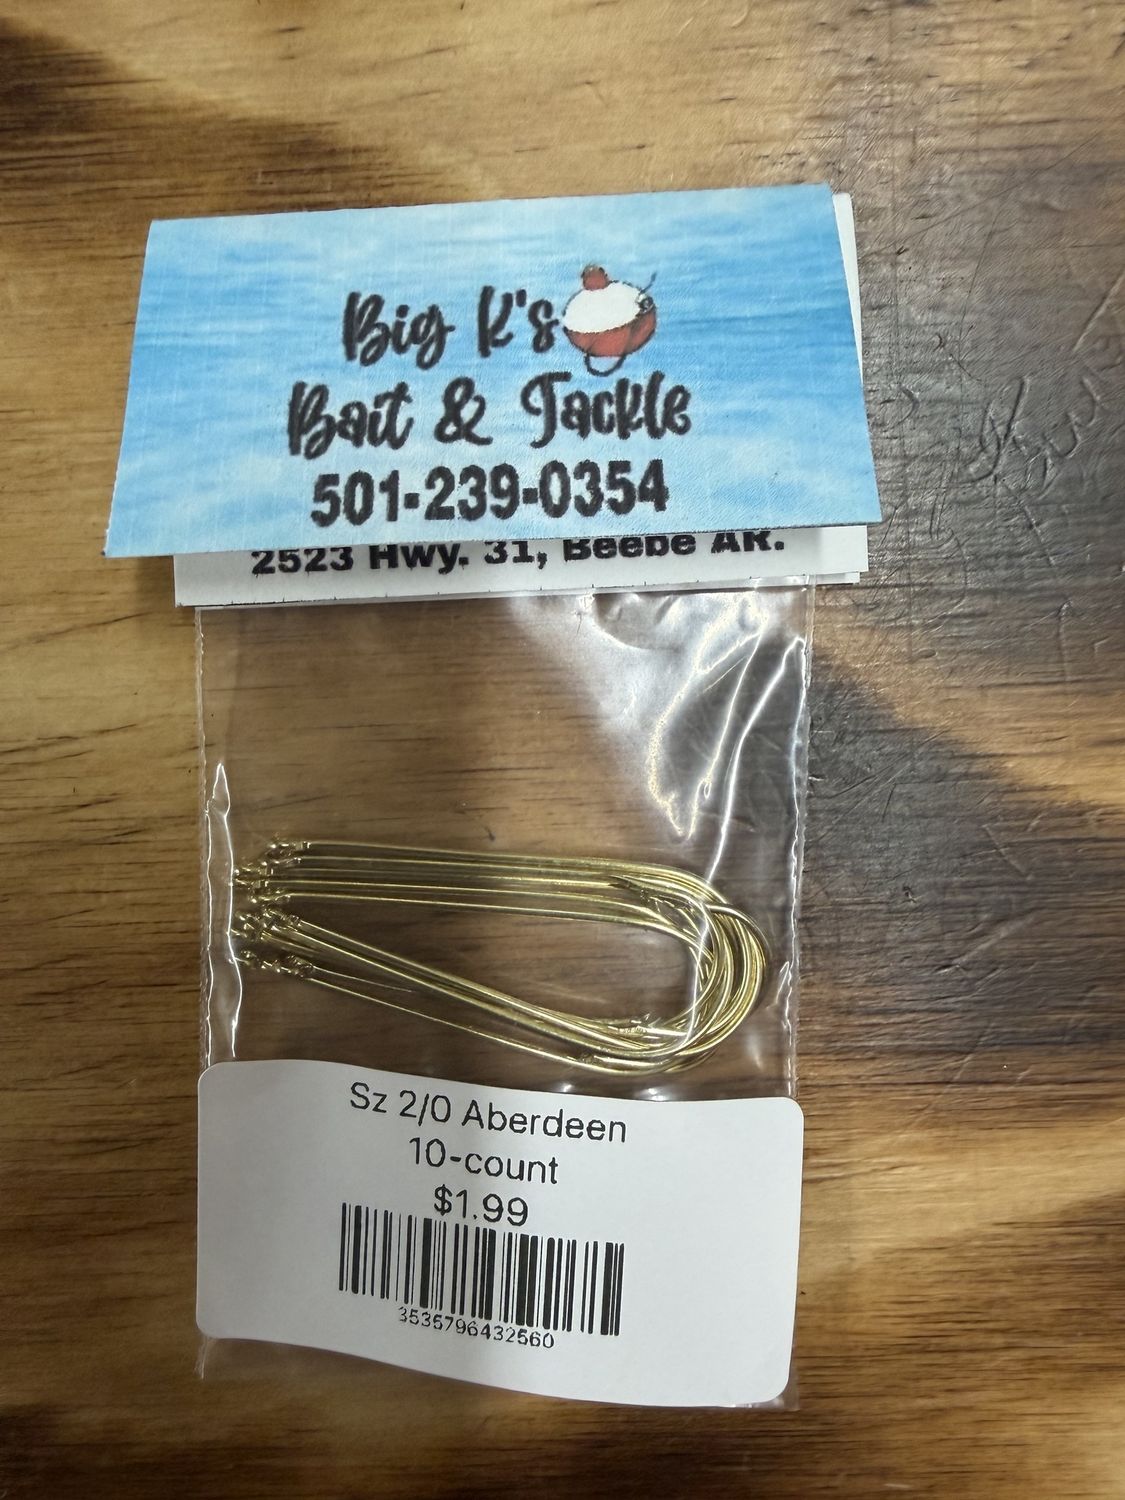 Big K's
Bait & Tackle
501-239-0354
2523 Hwy. 31, Beebe AR.
Sz 2/0 Aberdeen
10-count
$1.99
3535796432560